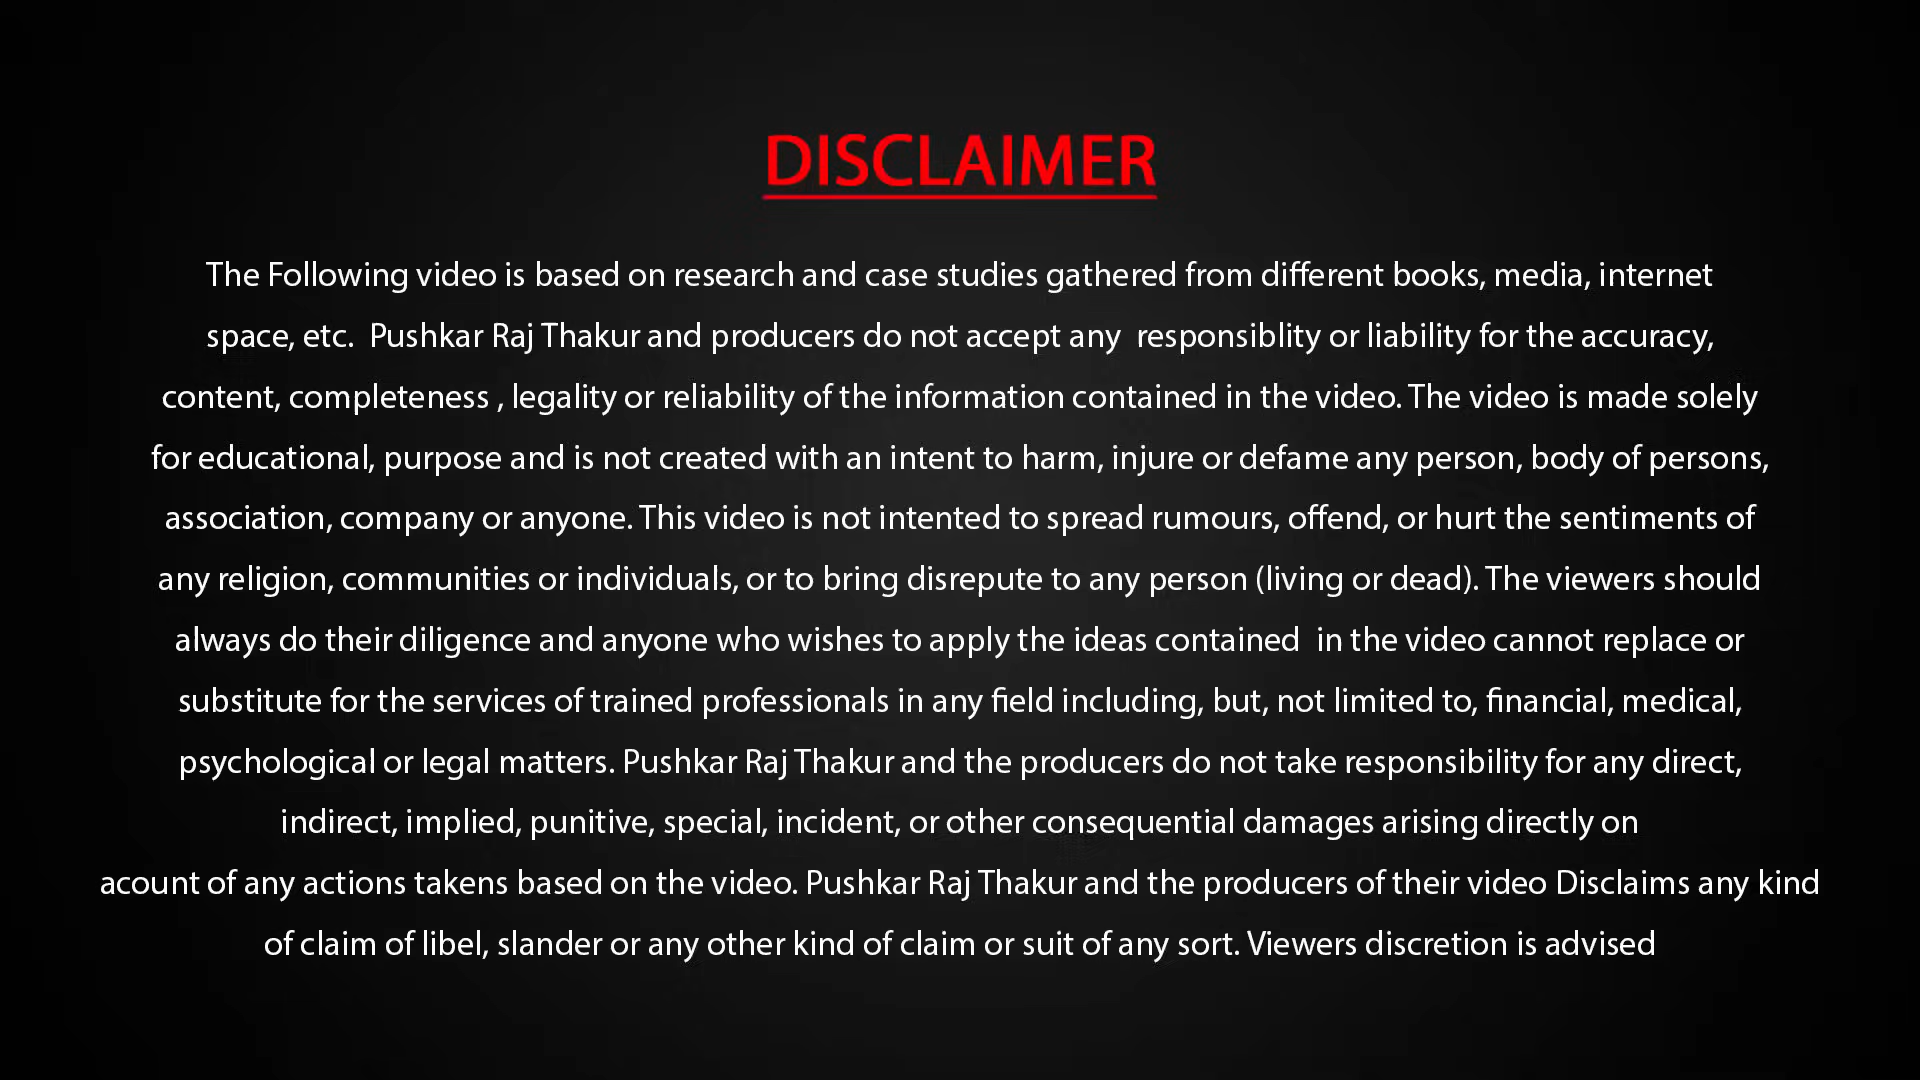 DISCLAIMER
The Following video is based on research and case studies gathered from different books, media, internet
space, etc.  Pushkar Raj Thakur and producers do not accept any  responsiblity or liability for the accuracy,
content, completeness , legality or reliability of the information contained in the video. The video is made solely
for educational, purpose and is not created with an intent to harm, injure or defame any person, body of persons,
association, company or anyone. This video is not intented to spread rumours, offend, or hurt the sentiments of
any religion, communities or individuals, or to bring disrepute to any person (living or dead). The viewers should
always do their diligence and anyone who wishes to apply the ideas contained  in the video cannot replace or
substitute for the services of trained professionals in any field including, but, not limited to, financial, medical,
psychological or legal matters. Pushkar Raj Thakur and the producers do not take responsibility for any direct,
indirect, implied, punitive, special, incident, or other consequential damages arising directly on
acount of any actions takens based on the video. Pushkar Raj Thakur and the producers of their video Disclaims any kind
of claim of libel, slander or any other kind of claim or suit of any sort. Viewers discretion is advised